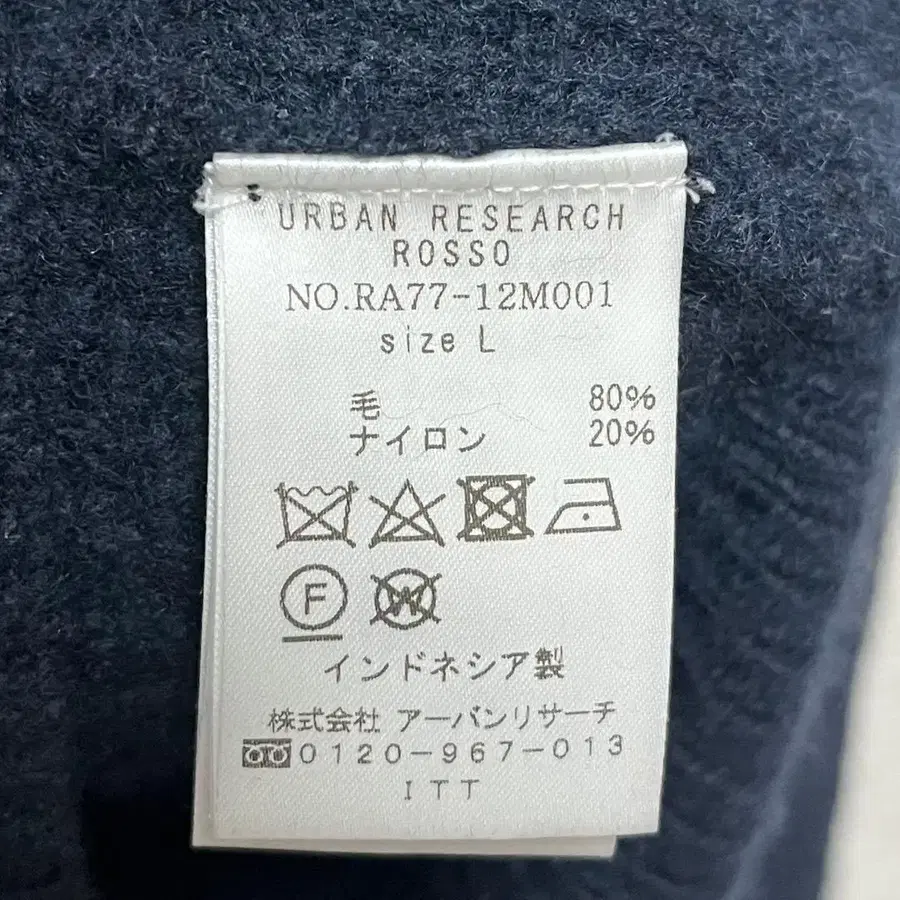 URBAN RESEARCH
ROSSO
NO.RA77-12M001
size L
毛 80%
ナイロン 20%
F
W
インドネシア製
株式会社 アーバンリサーチ
0120-967-013
ITT